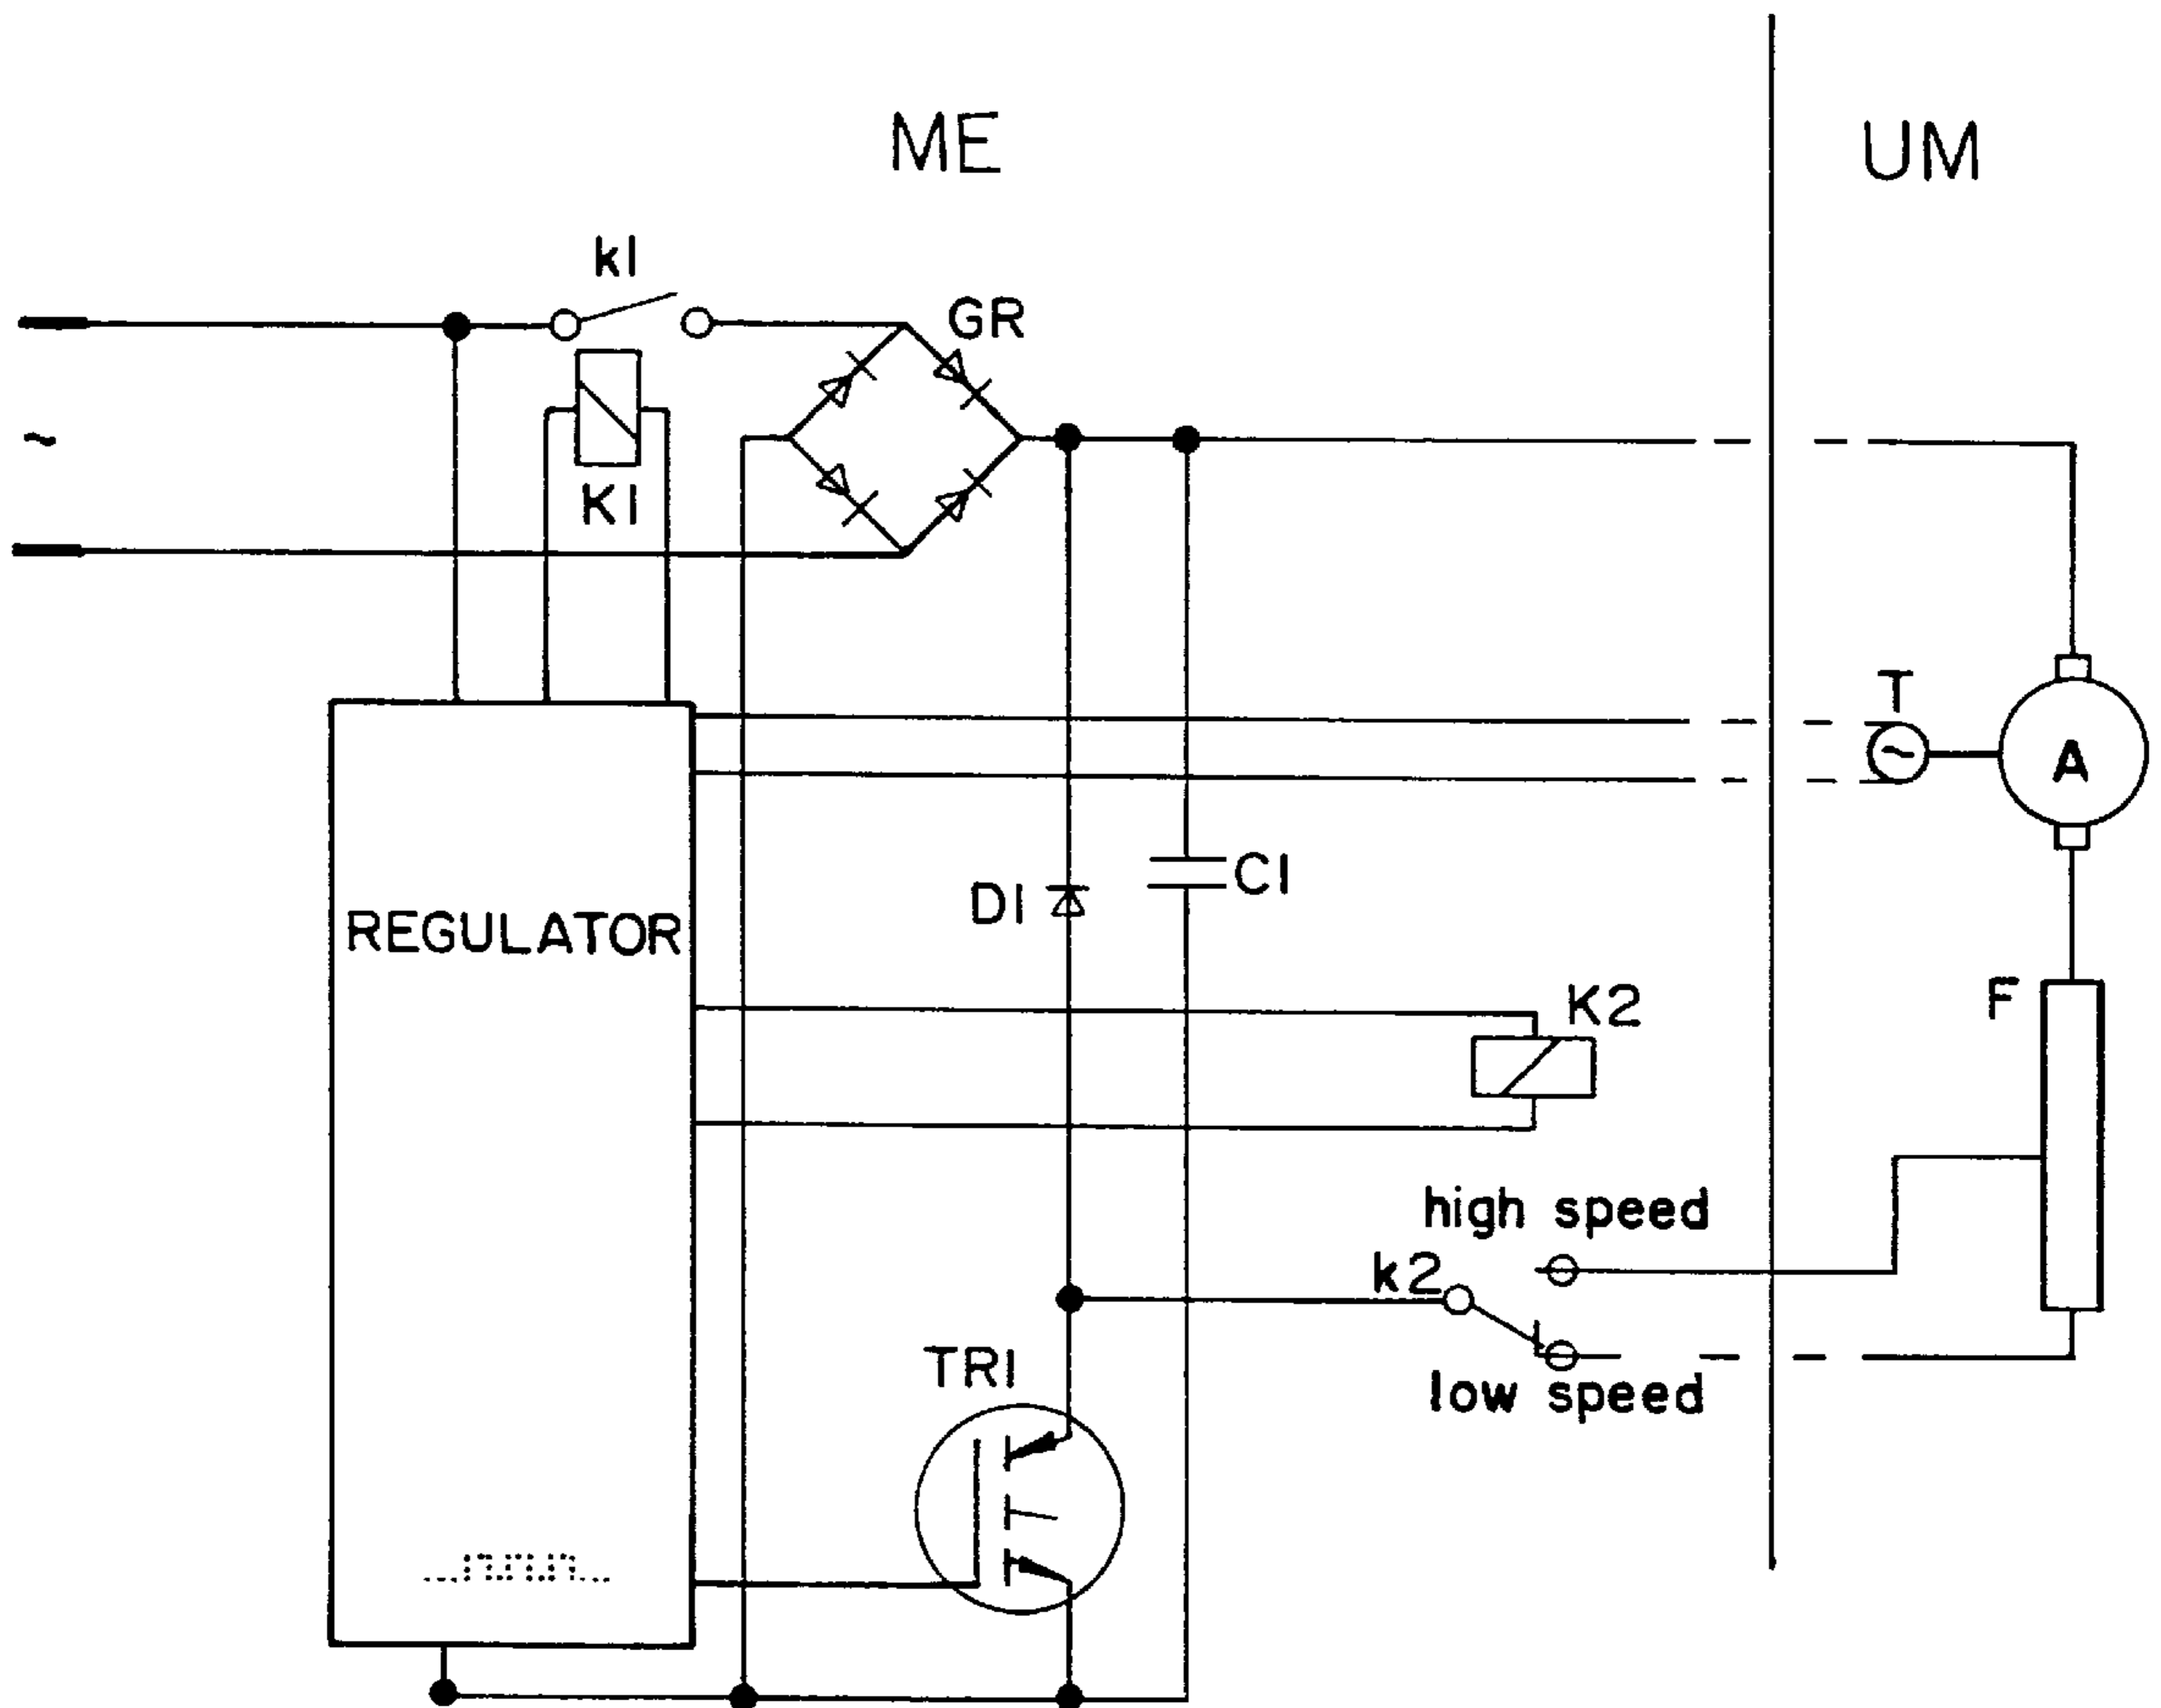 ME
UM
k1
GR
~
K1
T
~
A
D1
C1
REGULATOR
F
K2
high speed
k2
TR1
low speed